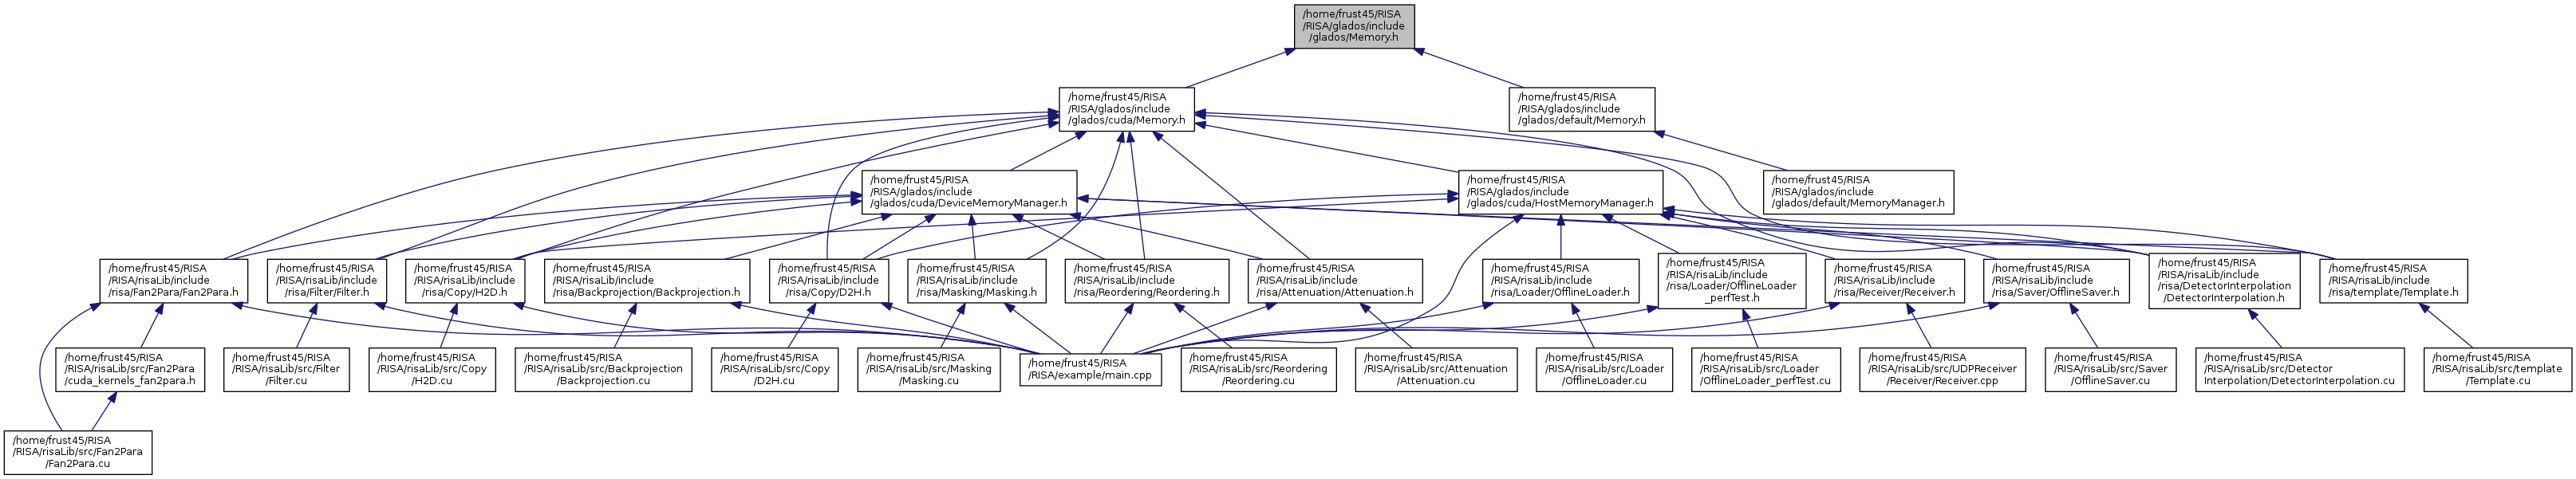 /home/frust45/RISA
/RISA/glados/include
/glados/Memory.h
/home/frust45/RISA
/RISA/glados/include
/glados/cuda/Memory.h
/home/frust45/RISA
/RISA/glados/include
/glados/default/Memory.h
/home/frust45/RISA
/RISA/glados/include
/glados/cuda/DeviceMemoryManager.h
/home/frust45/RISA
/RISA/glados/include
/glados/cuda/HostMemoryManager.h
/home/frust45/RISA
/RISA/glados/include
/glados/default/MemoryManager.h
/home/frust45/RISA
/RISA/risaLib/include
/risa/Fan2Para/Fan2Para.h
/home/frust45/RISA
/RISA/risaLib/include
/risa/Filter/Filter.h
/home/frust45/RISA
/RISA/risaLib/include
/risa/Copy/H2D.h
/home/frust45/RISA
/RISA/risaLib/include
/risa/Backprojection/Backprojection.h
/home/frust45/RISA
/RISA/risaLib/include
/risa/Copy/D2H.h
/home/frust45/RISA
/RISA/risaLib/include
/risa/Masking/Masking.h
/home/frust45/RISA
/RISA/risaLib/include
/risa/Reordering/Reordering.h
/home/frust45/RISA
/RISA/risaLib/include
/risa/Attenuation/Attenuation.h
/home/frust45/RISA
/RISA/risaLib/include
/risa/Loader/OfflineLoader.h
/home/frust45/RISA
/RISA/risaLib/include
/risa/Loader/OfflineLoader
_perfTest.h
/home/frust45/RISA
/RISA/risaLib/include
/risa/Receiver/Receiver.h
/home/frust45/RISA
/RISA/risaLib/include
/risa/Saver/OfflineSaver.h
/home/frust45/RISA
/RISA/risaLib/include
/risa/DetectorInterpolation
/DetectorInterpolation.h
/home/frust45/RISA
/RISA/risaLib/include
/risa/template/Template.h
/home/frust45/RISA
/RISA/risaLib/src/Fan2Para
/cuda_kernels_fan2para.h
/home/frust45/RISA
/RISA/risaLib/src/Filter
/Filter.cu
/home/frust45/RISA
/RISA/risaLib/src/Copy
/H2D.cu
/home/frust45/RISA
/RISA/risaLib/src/Backprojection
/Backprojection.cu
/home/frust45/RISA
/RISA/risaLib/src/Copy
/D2H.cu
/home/frust45/RISA
/RISA/risaLib/src/Masking
/Masking.cu
/home/frust45/RISA
/RISA/example/main.cpp
/home/frust45/RISA
/RISA/risaLib/src/Reordering
/Reordering.cu
/home/frust45/RISA
/RISA/risaLib/src/Attenuation
/Attenuation.cu
/home/frust45/RISA
/RISA/risaLib/src/Loader
/OfflineLoader.cu
/home/frust45/RISA
/RISA/risaLib/src/Loader
/OfflineLoader_perfTest.cu
/home/frust45/RISA
/RISA/risaLib/src/UDPReceiver
/Receiver/Receiver.cpp
/home/frust45/RISA
/RISA/risaLib/src/Saver
/OfflineSaver.cu
/home/frust45/RISA
/RISA/risaLib/src/Detector
Interpolation/DetectorInterpolation.cu
/home/frust45/RISA
/RISA/risaLib/src/template
/Template.cu
/home/frust45/RISA
/RISA/risaLib/src/Fan2Para
/Fan2Para.cu